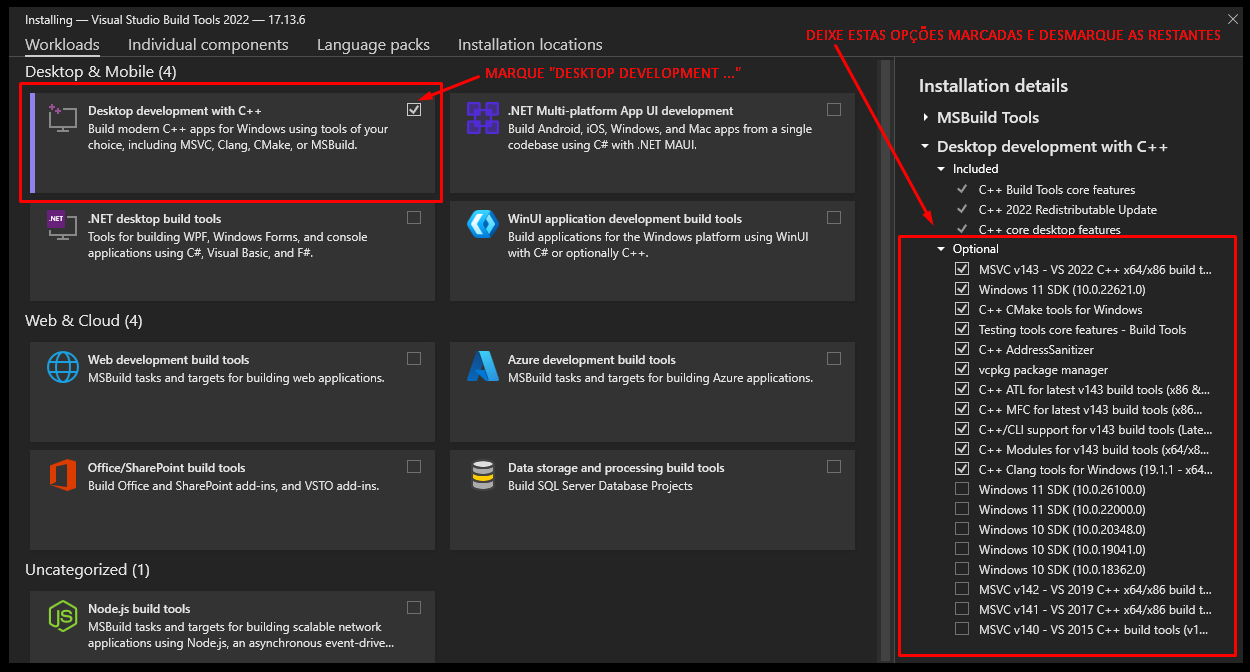 Installing — Visual Studio Build Tools 2022 — 17.13.6
Workloads Individual components Language packs Installation locations
DEIXE ESTAS OPÇÕES MARCADAS E DESMARQUE AS RESTANTES
Desktop & Mobile (4)
MARQUE "DESKTOP DEVELOPMENT ..."
Desktop development with C++
Build modern C++ apps for Windows using tools of your
choice, including MSVC, Clang, CMake, or MSBuild.
.NET Multi-platform App UI development
Build Android, iOS, Windows, and Mac apps from a single
codebase using C# with .NET MAUI.
.NET
.NET desktop build tools
Tools for building WPF, Windows Forms, and console
applications using C#, Visual Basic, and F#.
WinUI application development build tools
Build applications for the Windows platform using WinUI
with C# or optionally C++.
Web & Cloud (4)
Web development build tools
MSBuild tasks and targets for building web applications.
Azure development build tools
MSBuild tasks and targets for building Azure applications.
Office/SharePoint build tools
Build Office and SharePoint add-ins, and VSTO add-ins.
Data storage and processing build tools
Build SQL Server Database Projects
Uncategorized (1)
JS
Node.js build tools
MSBuild tasks and targets for building scalable network
applications using Node.js, an asynchronous event-drive...
Installation details
MSBuild Tools
Desktop development with C++
Included
C++ Build Tools core features
C++ 2022 Redistributable Update
C++ core desktop features
Optional
MSVC v143 - VS 2022 C++ x64/x86 build t...
Windows 11 SDK (10.0.22621.0)
C++ CMake tools for Windows
Testing tools core features - Build Tools
C++ AddressSanitizer
vcpkg package manager
C++ ATL for latest v143 build tools (x86 &...
C++ MFC for latest v143 build tools (x86...
C++/CLI support for v143 build tools (Late...
C++ Modules for v143 build tools (x64/x8...
C++ Clang tools for Windows (19.1.1 - x64...
Windows 11 SDK (10.0.26100.0)
Windows 11 SDK (10.0.22000.0)
Windows 10 SDK (10.0.20348.0)
Windows 10 SDK (10.0.19041.0)
Windows 10 SDK (10.0.18362.0)
MSVC v142 - VS 2019 C++ x64/x86 build t...
MSVC v141 - VS 2017 C++ x64/x86 build t...
MSVC v140 - VS 2015 C++ build tools (v1...